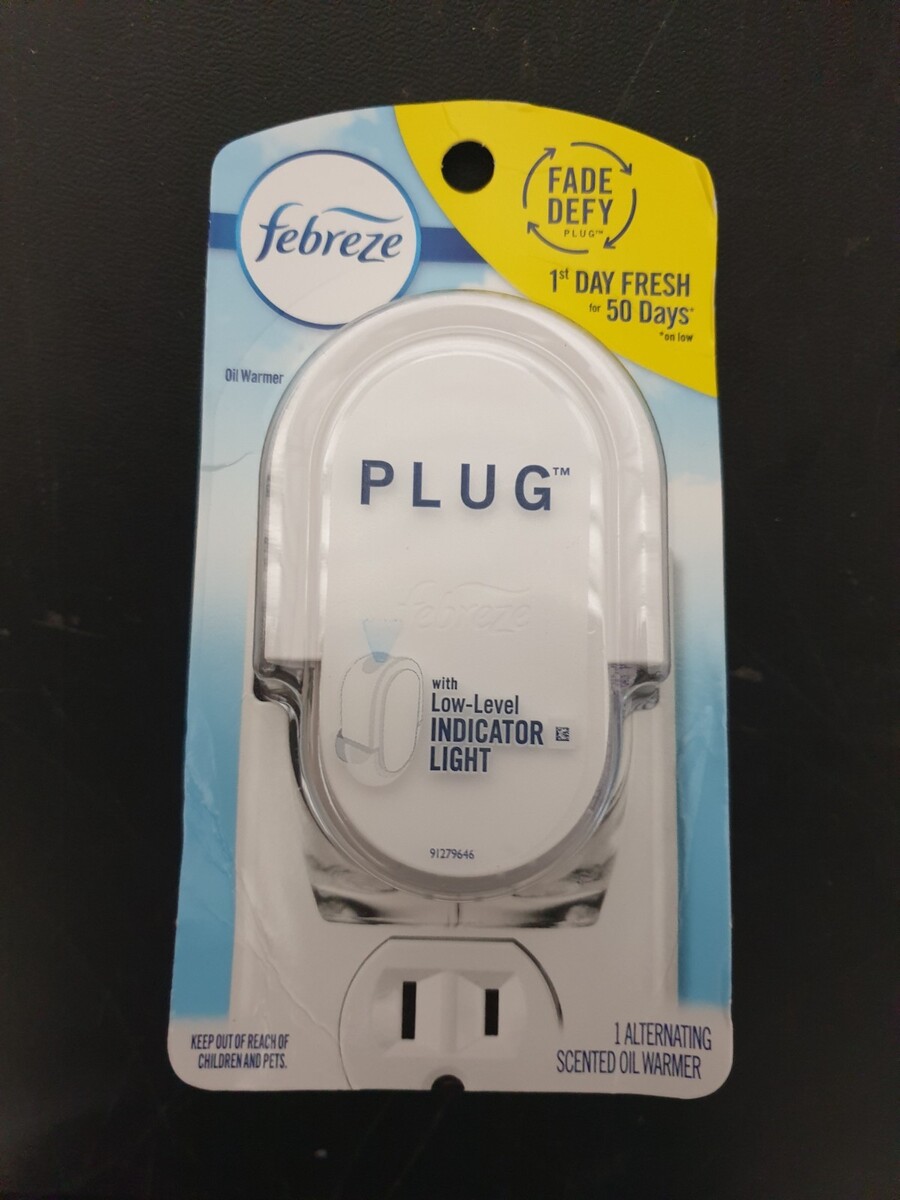 febreze
FADE
DEFY
PLUG™
1st DAY FRESH
for 50 Days*
*on low
Oil Warmer
PLUG™
febreze
with
Low-Level
INDICATOR
LIGHT
91279646
KEEP OUT OF REACH OF
CHILDREN AND PETS.
1 ALTERNATING
SCENTED OIL WARMER